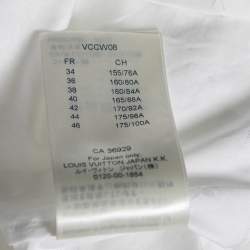 VCCW08
FR CH
34 155/76A
36 160/80A
38 160/84A
40 165/88A
42 170/92A
44 175/96A
46 175/100A
CA 36929
For Japan only
LOUIS VUITTON JAPAN K.K.
ルイ・ヴィトン ジャパン(株)
0120-00-1854